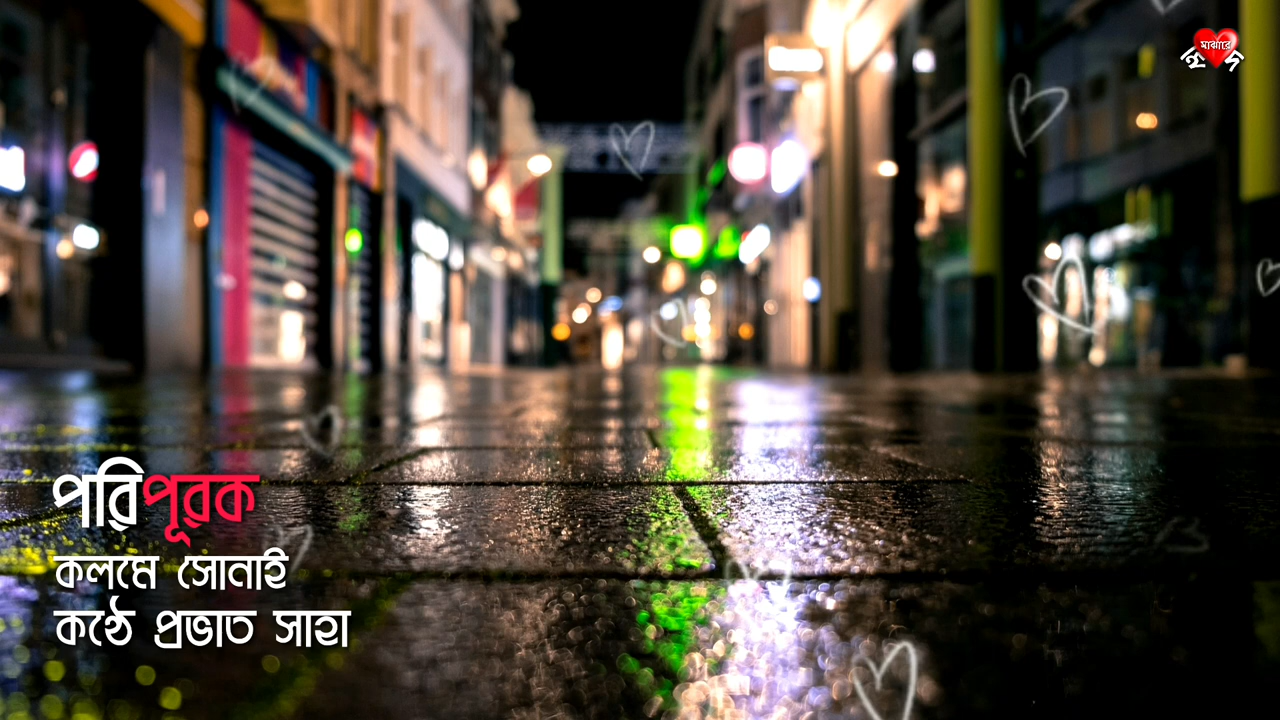 মাঝারে
হৃদ
পরিপূরক
কলমে সোনাই
কণ্ঠে প্রভাত সাহা